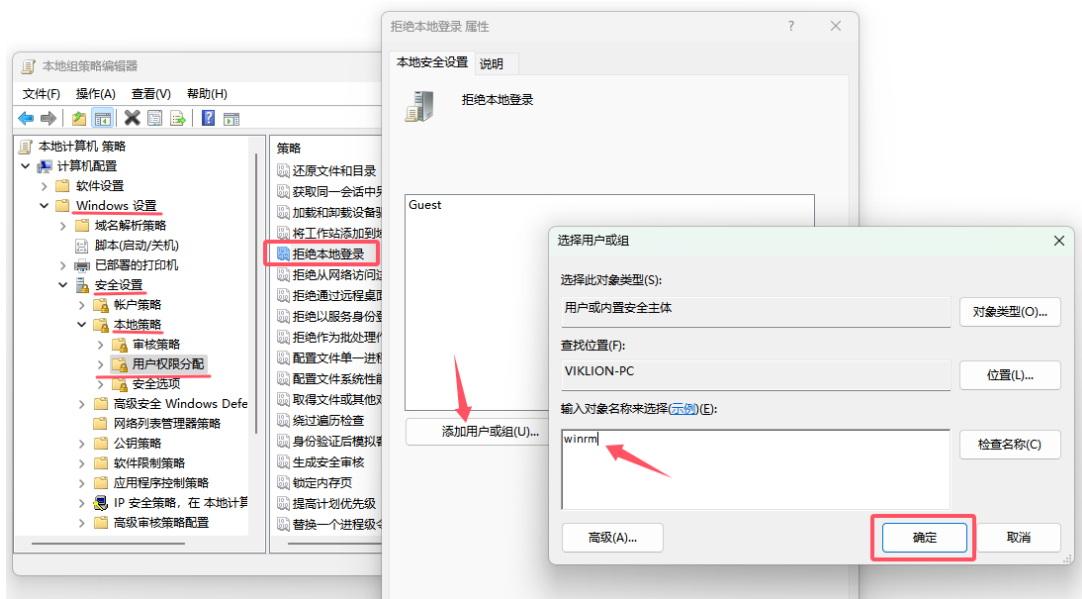 拒绝本地登录 属性
本地安全设置 说明
拒绝本地登录
Guest
添加用户或组(U)...
本地组策略编辑器
文件(F) 操作(A) 查看(V) 帮助(H)
本地计算机 策略
计算机配置
软件设置
Windows 设置
域名解析策略
脚本(启动/关机)
已部署的打印机
安全设置
帐户策略
本地策略
审核策略
用户权限分配
安全选项
高级安全 Windows Defe
网络列表管理器策略
公钥策略
软件限制策略
应用程序控制策略
IP 安全策略，在 本地计算
高级审核策略配置
策略
还原文件和目录
获取同一会话中另
加载和卸载设备驱
将工作站添加到域
拒绝本地登录
拒绝从网络访问这
拒绝通过远程桌面
拒绝以服务身份登
拒绝作为批处理作
配置文件单一进程
配置文件系统性能
取得文件或其他对
绕过遍历检查
身份验证后模拟客
生成安全审核
锁定内存页
提高计划优先级
替换一个进程级令
选择用户或组
选择此对象类型(S):
用户或内置安全主体
对象类型(O)...
查找位置(F):
VIKLION-PC
位置(L)...
输入对象名称来选择(示例)(E):
winrm
检查名称(C)
高级(A)...
确定
取消